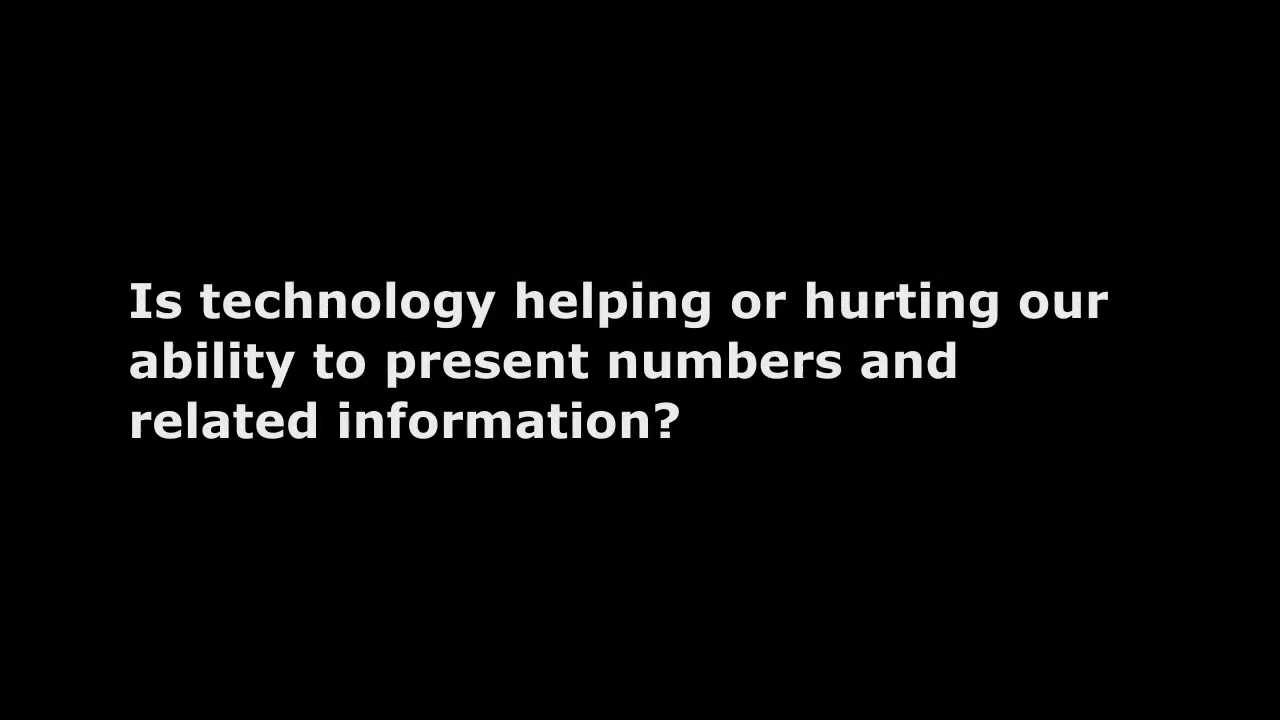 Is technology helping or hurting our
ability to present numbers and
related information?